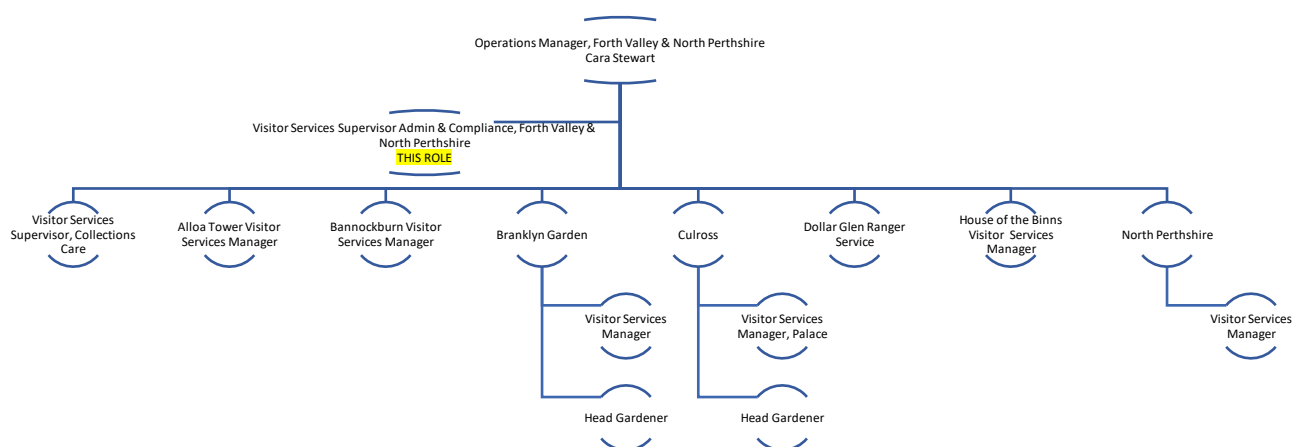 Operations Manager, Forth Valley & North Perthshire
Cara Stewart
Visitor Services Supervisor Admin & Compliance, Forth Valley &
North Perthshire
THIS ROLE
Visitor Services
Supervisor, Collections
Care
Alloa Tower Visitor
Services Manager
Bannockburn Visitor
Services Manager
Branklyn Garden
Culross
Dollar Glen Ranger
Service
House of the Binns
Visitor Services
Manager
North Perthshire
Visitor Services
Manager
Visitor Services
Manager, Palace
Visitor Services
Manager
Head Gardener
Head Gardener